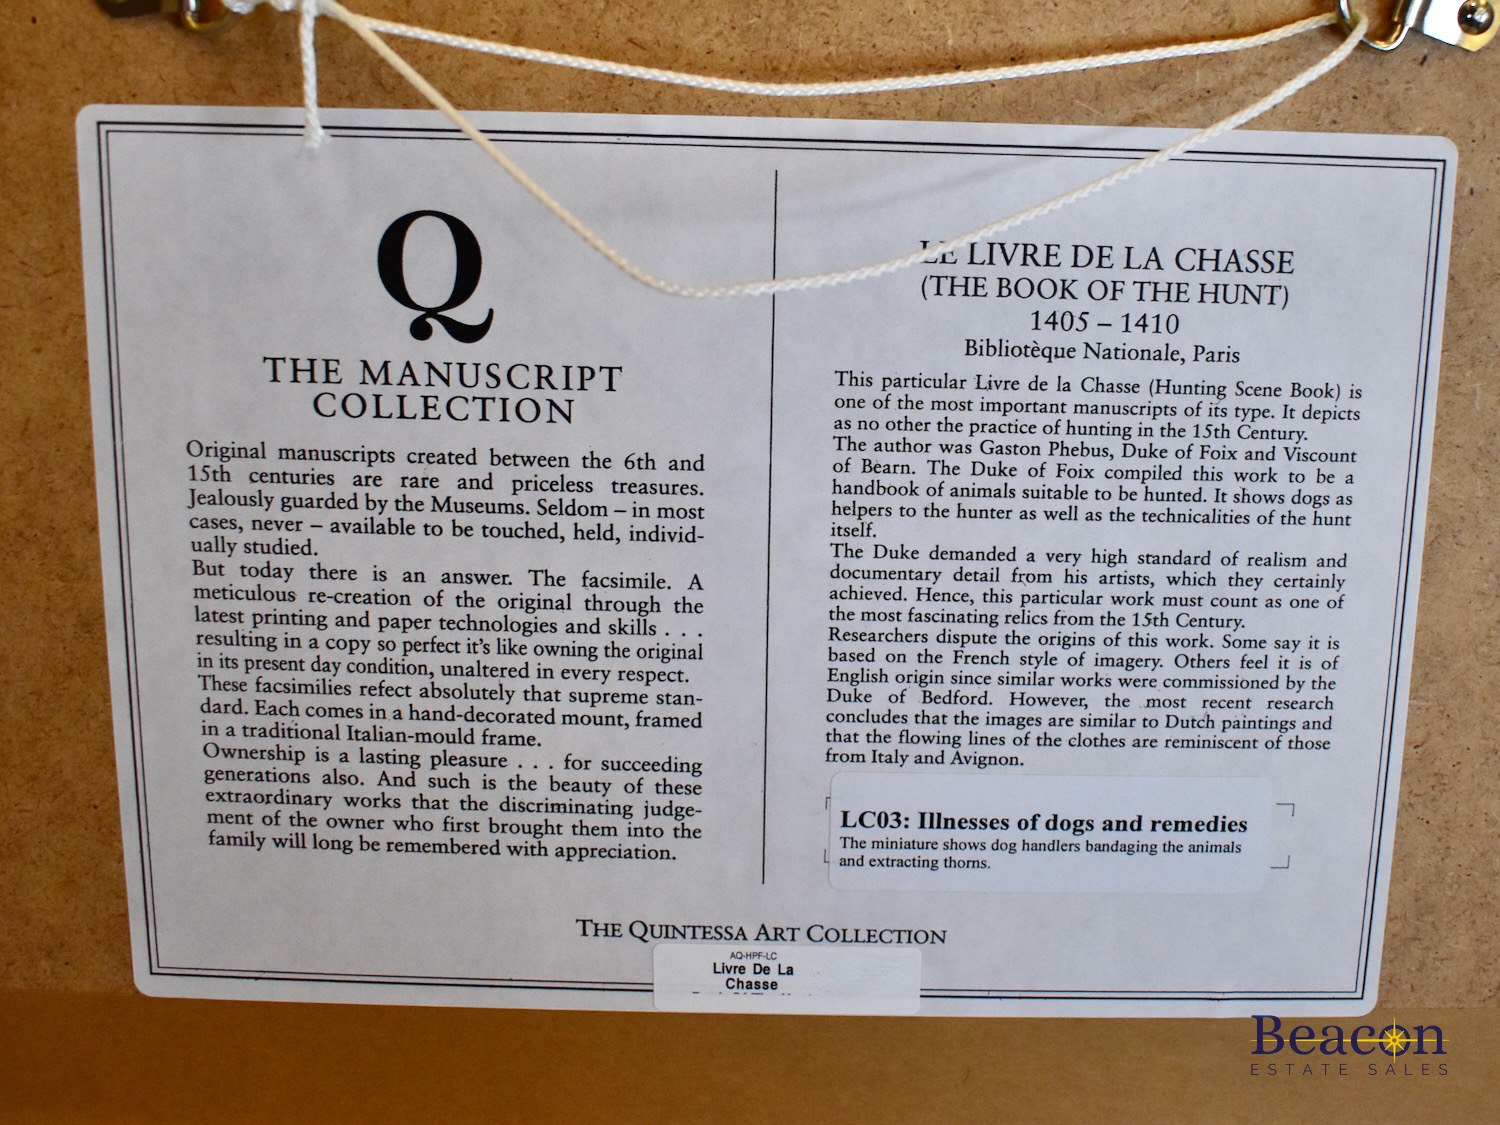 Q
THE MANUSCRIPT
COLLECTION
Original manuscripts created between the 6th and
15th centuries are rare and priceless treasures.
Jealously guarded by the Museums. Seldom – in most
cases, never – available to be touched, held, individ-
ually studied.
But today there is an answer. The facsimile. A
meticulous re-creation of the original through the
latest printing and paper technologies and skills . . .
resulting in a copy so perfect it's like owning the original
in its present day condition, unaltered in every respect.
These facsimilies refect absolutely that supreme stan-
dard. Each comes in a hand-decorated mount, framed
in a traditional Italian-mould frame.
Ownership is a lasting pleasure . . . for succeeding
generations also. And such is the beauty of these
extraordinary works that the discriminating judge-
ment of the owner who first brought them into the
family will long be remembered with appreciation.
LE LIVRE DE LA CHASSE
(THE BOOK OF THE HUNT)
1405 – 1410
Bibliotèque Nationale, Paris
This particular Livre de la Chasse (Hunting Scene Book) is
one of the most important manuscripts of its type. It depicts
as no other the practice of hunting in the 15th Century.
The author was Gaston Phebus, Duke of Foix and Viscount
of Bearn. The Duke of Foix compiled this work to be a
handbook of animals suitable to be hunted. It shows dogs as
helpers to the hunter as well as the technicalities of the hunt
itself.
The Duke demanded a very high standard of realism and
documentary detail from his artists, which they certainly
achieved. Hence, this particular work must count as one of
the most fascinating relics from the 15th Century.
Researchers dispute the origins of this work. Some say it is
based on the French style of imagery. Others feel it is of
English origin since similar works were commissioned by the
Duke of Bedford. However, the most recent research
concludes that the images are similar to Dutch paintings and
that the flowing lines of the clothes are reminiscent of those
from Italy and Avignon.
LC03: Illnesses of dogs and remedies
The miniature shows dog handlers bandaging the animals
and extracting thorns.
THE QUINTESSA ART COLLECTION
AQ-HPF-LC
Livre De La
Chasse
Beacon
ESTATE SALES